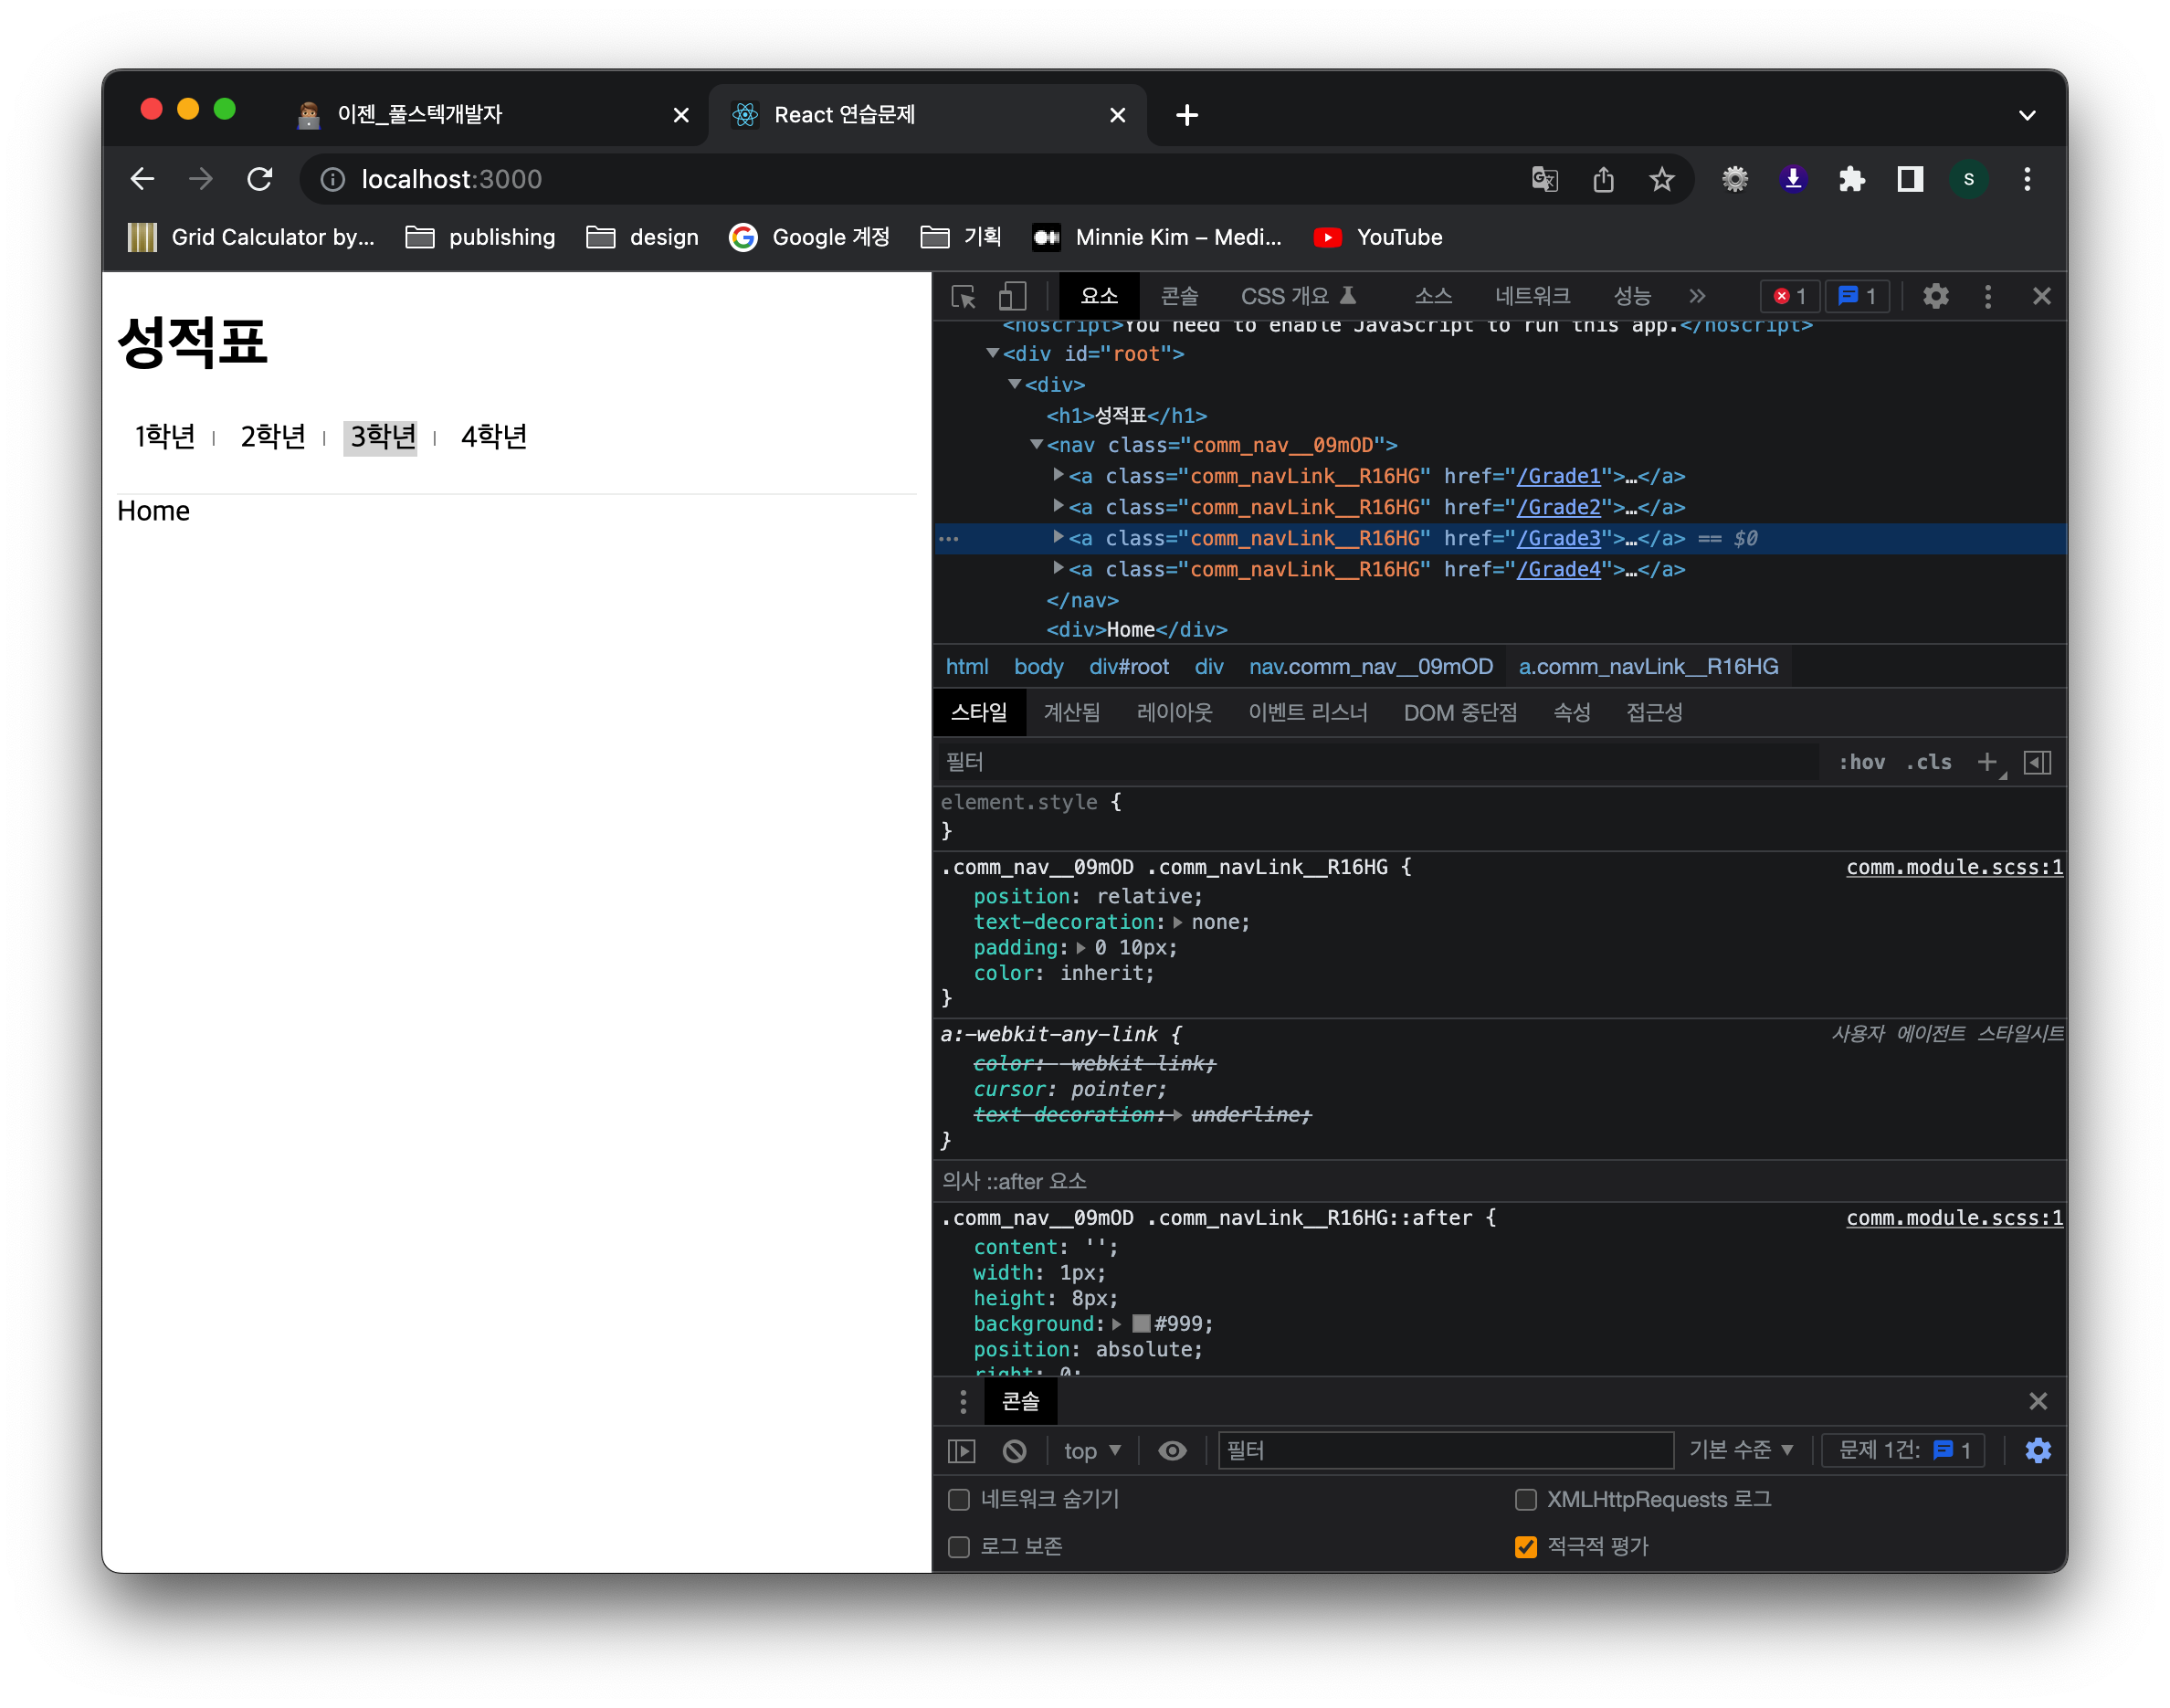 이젠_풀스텍개발자
React 연습문제
localhost:3000
S
Grid Calculator by...
publishing
design
Google 계정
기획
Minnie Kim – Medi...
YouTube
성적표
1학년
2학년
3학년
4학년
Home
요소
콘솔
CSS 개요
소스
네트워크
성능
1
1
<noscript>You need to enable JavaScript to run this app.</noscript>
<div id="root">
<div>
<h1>성적표</h1>
<nav class="comm_nav__09mOD">
<a class="comm_navLink__R16HG" href="/Grade1">…</a>
<a class="comm_navLink__R16HG" href="/Grade2">…</a>
<a class="comm_navLink__R16HG" href="/Grade3">…</a> == $0
<a class="comm_navLink__R16HG" href="/Grade4">…</a>
</nav>
<div>Home</div>
html body div#root div nav.comm_nav__09mOD a.comm_navLink__R16HG
스타일 계산됨 레이아웃 이벤트 리스너 DOM 중단점 속성 접근성
필터 :hov .cls
element.style {
}
.comm_nav__09mOD .comm_navLink__R16HG { comm.module.scss:1
position: relative;
text-decoration: none;
padding: 0 10px;
color: inherit;
}
a:-webkit-any-link { 사용자 에이전트 스타일시트
color: -webkit-link;
cursor: pointer;
text-decoration: underline;
}
의사 ::after 요소
.comm_nav__09mOD .comm_navLink__R16HG::after { comm.module.scss:1
content: '';
width: 1px;
height: 8px;
background: #999;
position: absolute;
right: 0;
콘솔
top 필터 기본 수준 문제 1건: 1
네트워크 숨기기 XMLHttpRequests 로그
로그 보존 적극적 평가